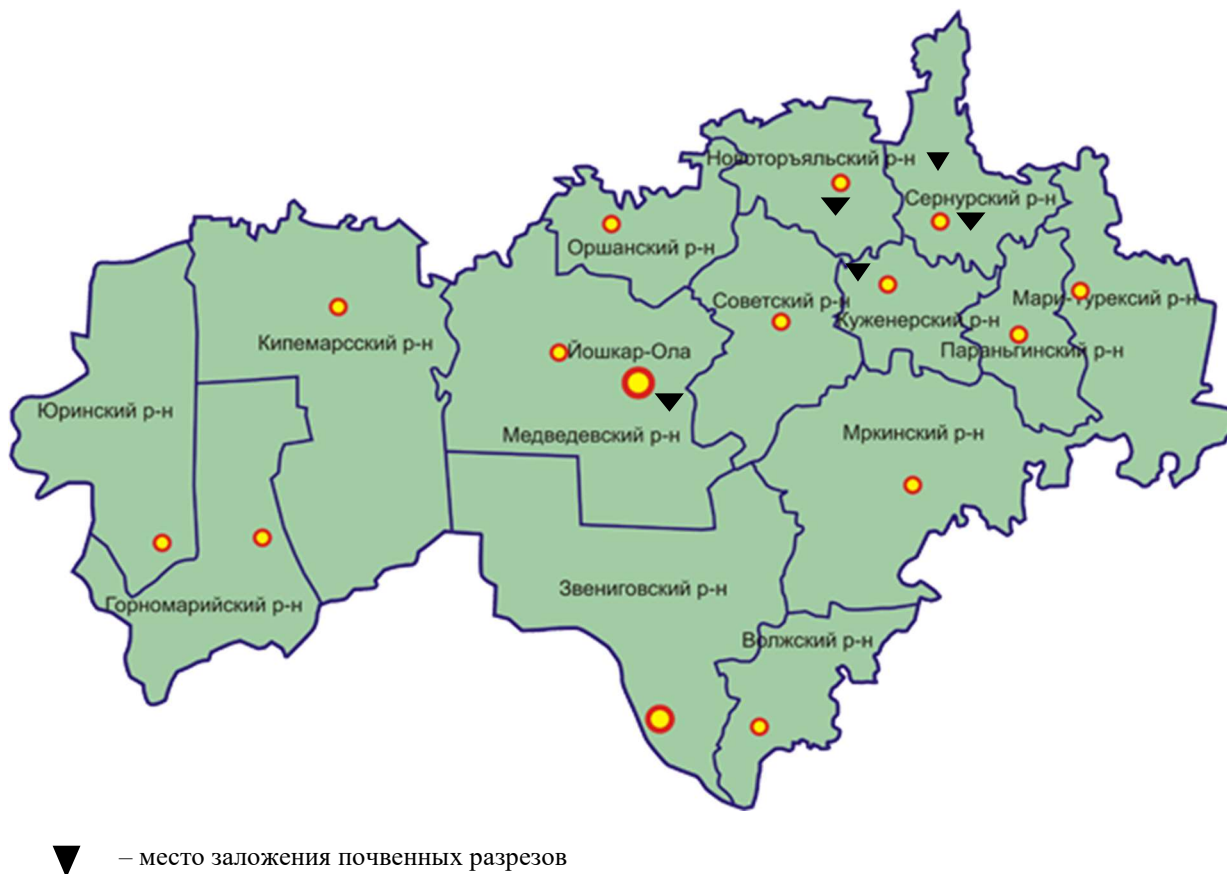 Новоторъяльский р-н
Сернурский р-н
Оршанский р-н
Советский р-н
Мари-Турексий р-н
Куженерский р-н
Кипемарсский р-н
Йошкар-Ола
Параньгинский р-н
Юринский р-н
Медведевский р-н
Мркинский р-н
Звениговский р-н
Горномарийский р-н
Волжский р-н
– место заложения почвенных разрезов